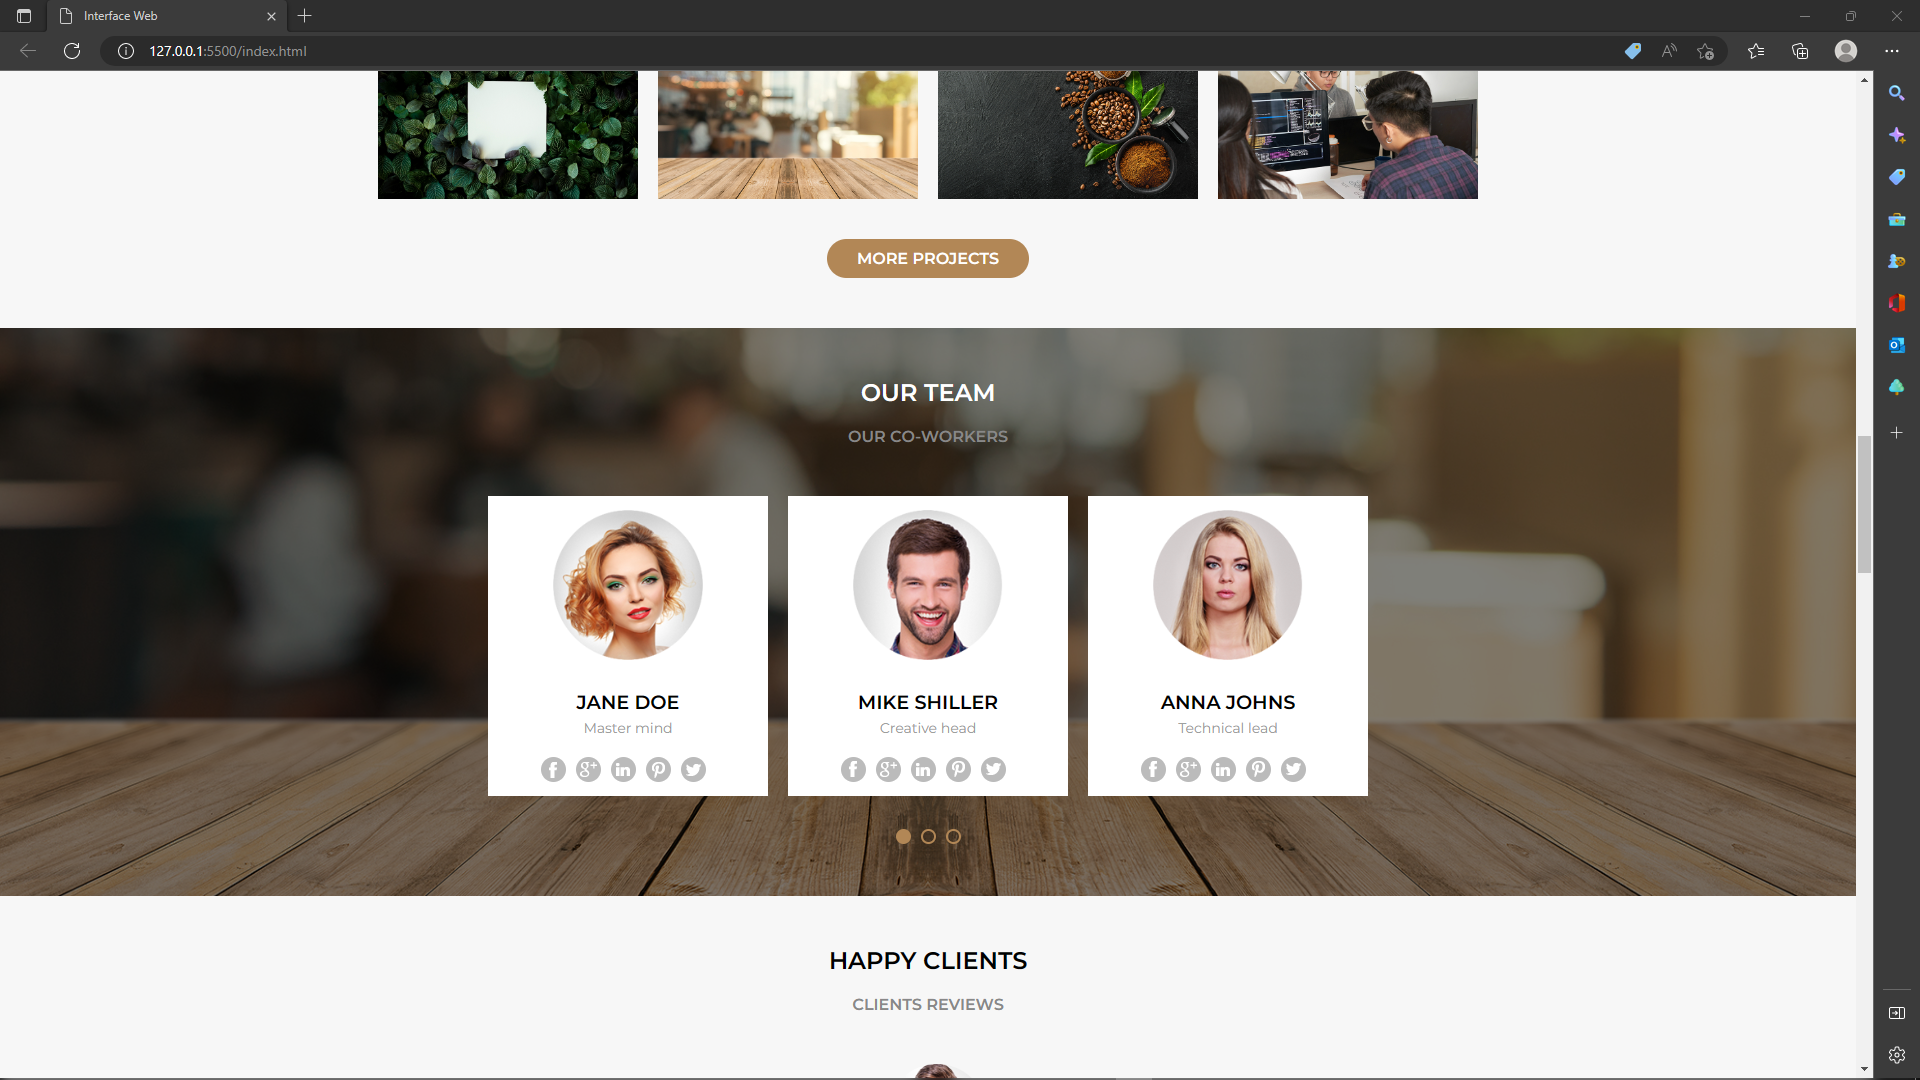 Interface Web
127.0.0.1:5500/index.html
MORE PROJECTS
OUR TEAM
OUR CO-WORKERS
JANE DOE
Master mind
MIKE SHILLER
Creative head
ANNA JOHNS
Technical lead
HAPPY CLIENTS
CLIENTS REVIEWS